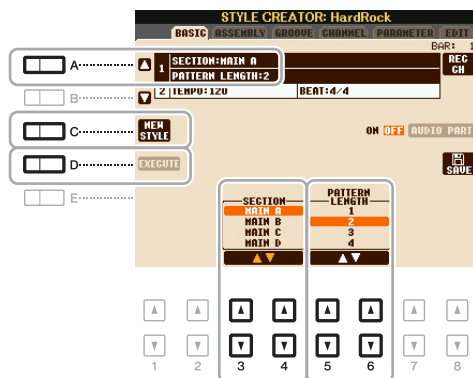 STYLE CREATOR: HardRock
BASIC ASSEMBLY GROOVE CHANNEL PARAMETER EDIT
BAR: 1
A
1 SECTION:MAIN A
PATTERN LENGTH:2
REC CH
B
2 TEMPO:120 BEAT:4/4
C
NEW STYLE
ON OFF AUDIO PART
D
EXECUTE
SAVE
E
SECTION
MAIN A
MAIN B
MAIN C
MAIN D
PATTERN LENGTH
1
2
3
4
1 2 3 4 5 6 7 8